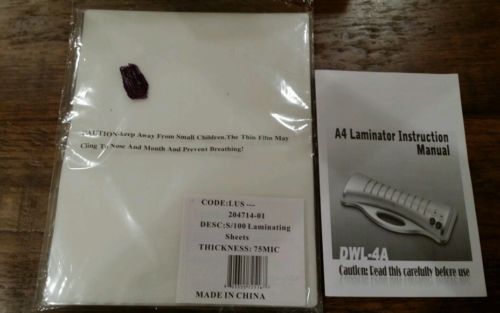 CAUTION-keep Away From Small Children.The Thin Film May
Cling To Nose And Mouth And Prevent Breathing!
CODE:LUS---
204714-01
DESC:S/100 Laminating
Sheets
THICKNESS: 75MIC
MADE IN CHINA
A4 Laminator Instruction
Manual
DWL-4A
Caution: Read this carefully before use